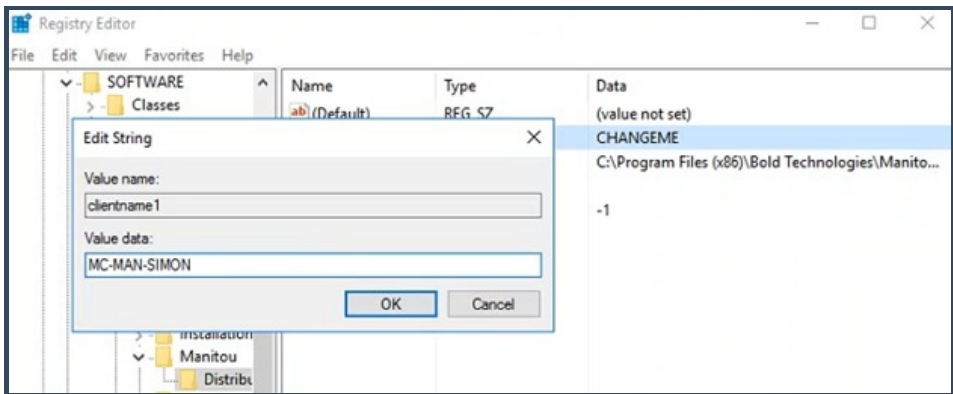 Registry Editor
File Edit View Favorites Help
SOFTWARE
Classes
Name Type Data
ab (Default) REG_SZ (value not set)
CHANGEME
C:\Program Files (x86)\Bold Technologies\Manito...
-1
Edit String
Value name:
clientname1
Value data:
MC-MAN-SIMON
OK Cancel
Installation
Manitou
Distribu